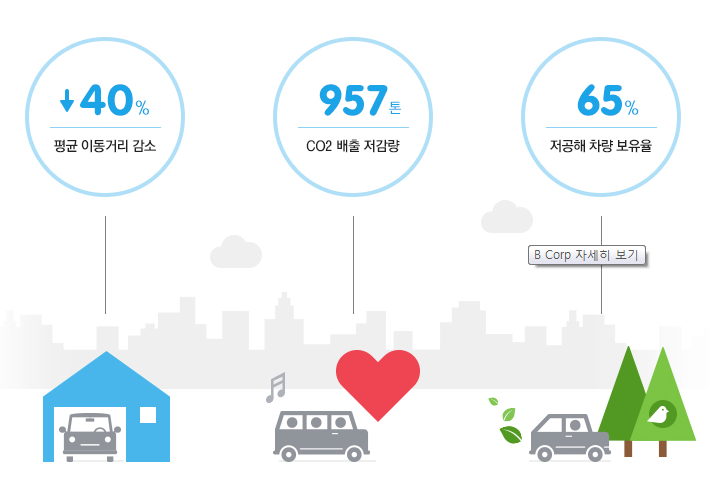 ↓40%
평균 이동거리 감소
957톤
CO2 배출 저감량
65%
저공해 차량 보유율
B Corp 자세히 보기